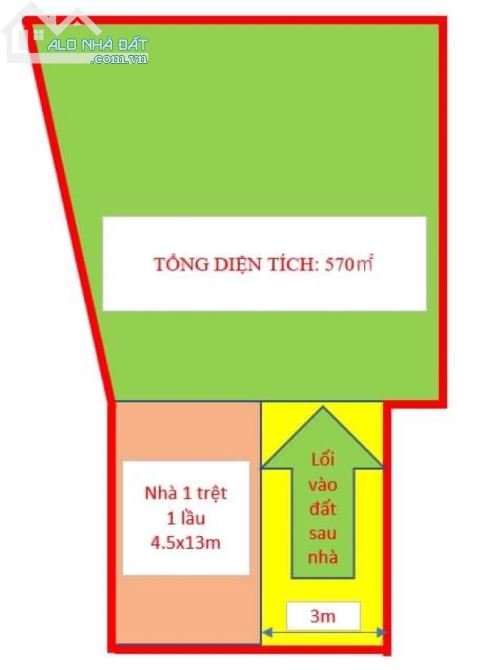 ALO NHÀ ĐẤT
.com.vn
TỔNG DIỆN TÍCH: 570㎡
Nhà 1 trệt
1 lầu
4.5x13m
Lối
vào
đất
sau
nhà
3m